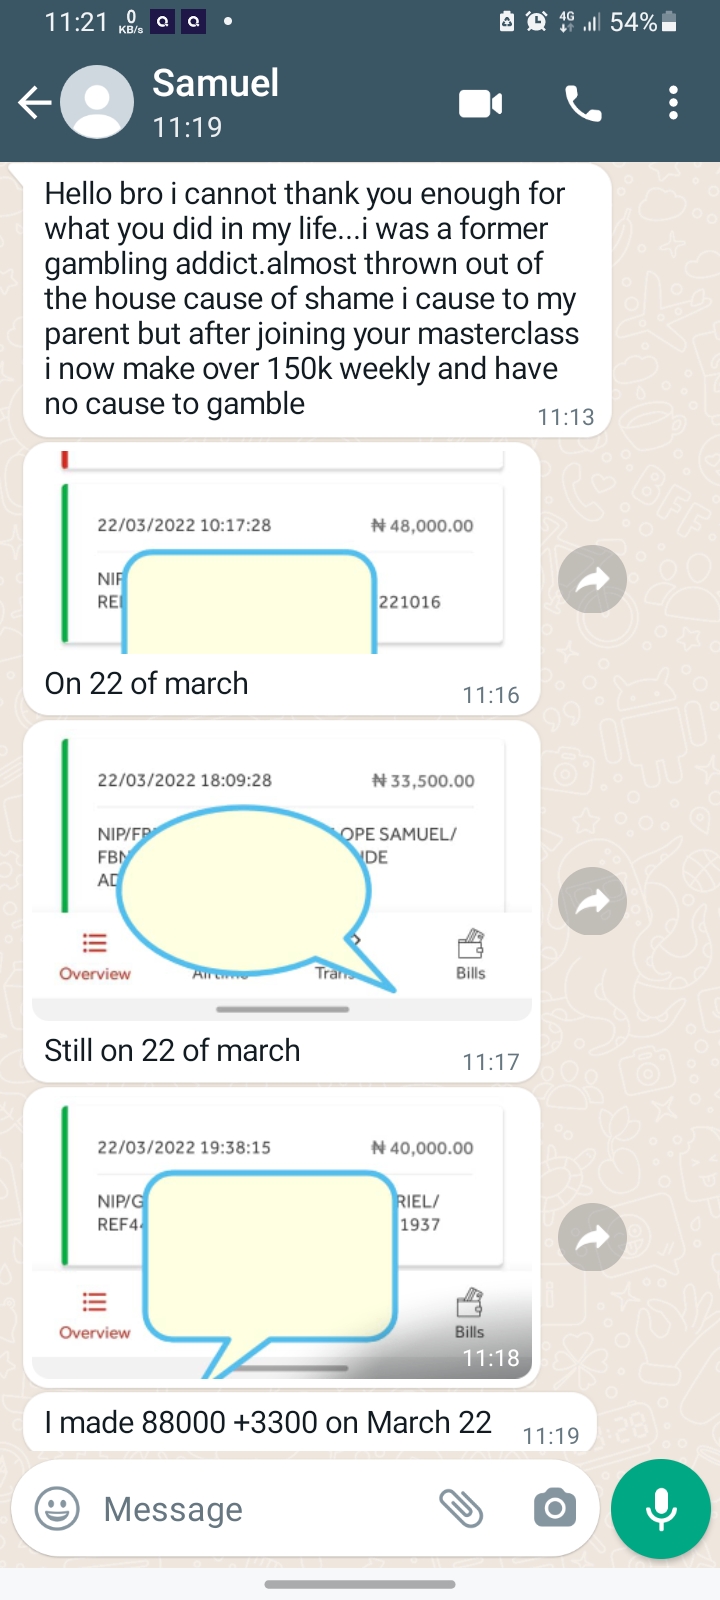 11:21 0 KB/s 4G 54%
Samuel
11:19
Hello bro i cannot thank you enough for
what you did in my life...i was a former
gambling addict.almost thrown out of
the house cause of shame i cause to my
parent but after joining your masterclass
i now make over 150k weekly and have
no cause to gamble
11:13
22/03/2022 10:17:28 ₦ 48,000.00
NIP
REI 221016
On 22 of march
11:16
22/03/2022 18:09:28 ₦ 33,500.00
NIP/FB OPE SAMUEL/
FBN IDE
AD
Overview Airtime Trans Bills
Still on 22 of march
11:17
22/03/2022 19:38:15 ₦ 40,000.00
NIP/G RIEL/
REF44 1937
Overview Bills
11:18
I made 88000 +3300 on March 22
11:19
Message